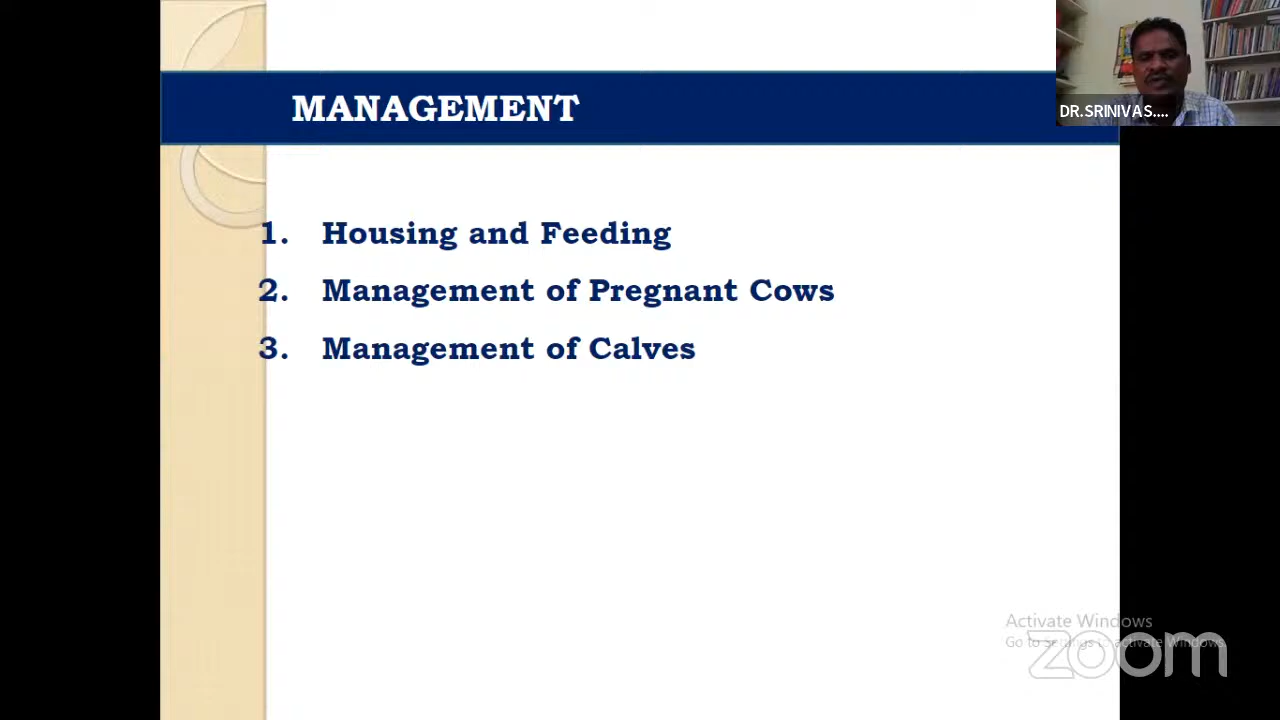 MANAGEMENT
DR.SRINIVAS....
1. Housing and Feeding
2. Management of Pregnant Cows
3. Management of Calves
Activate Windows
Go to Settings to activate Windows.
zoom